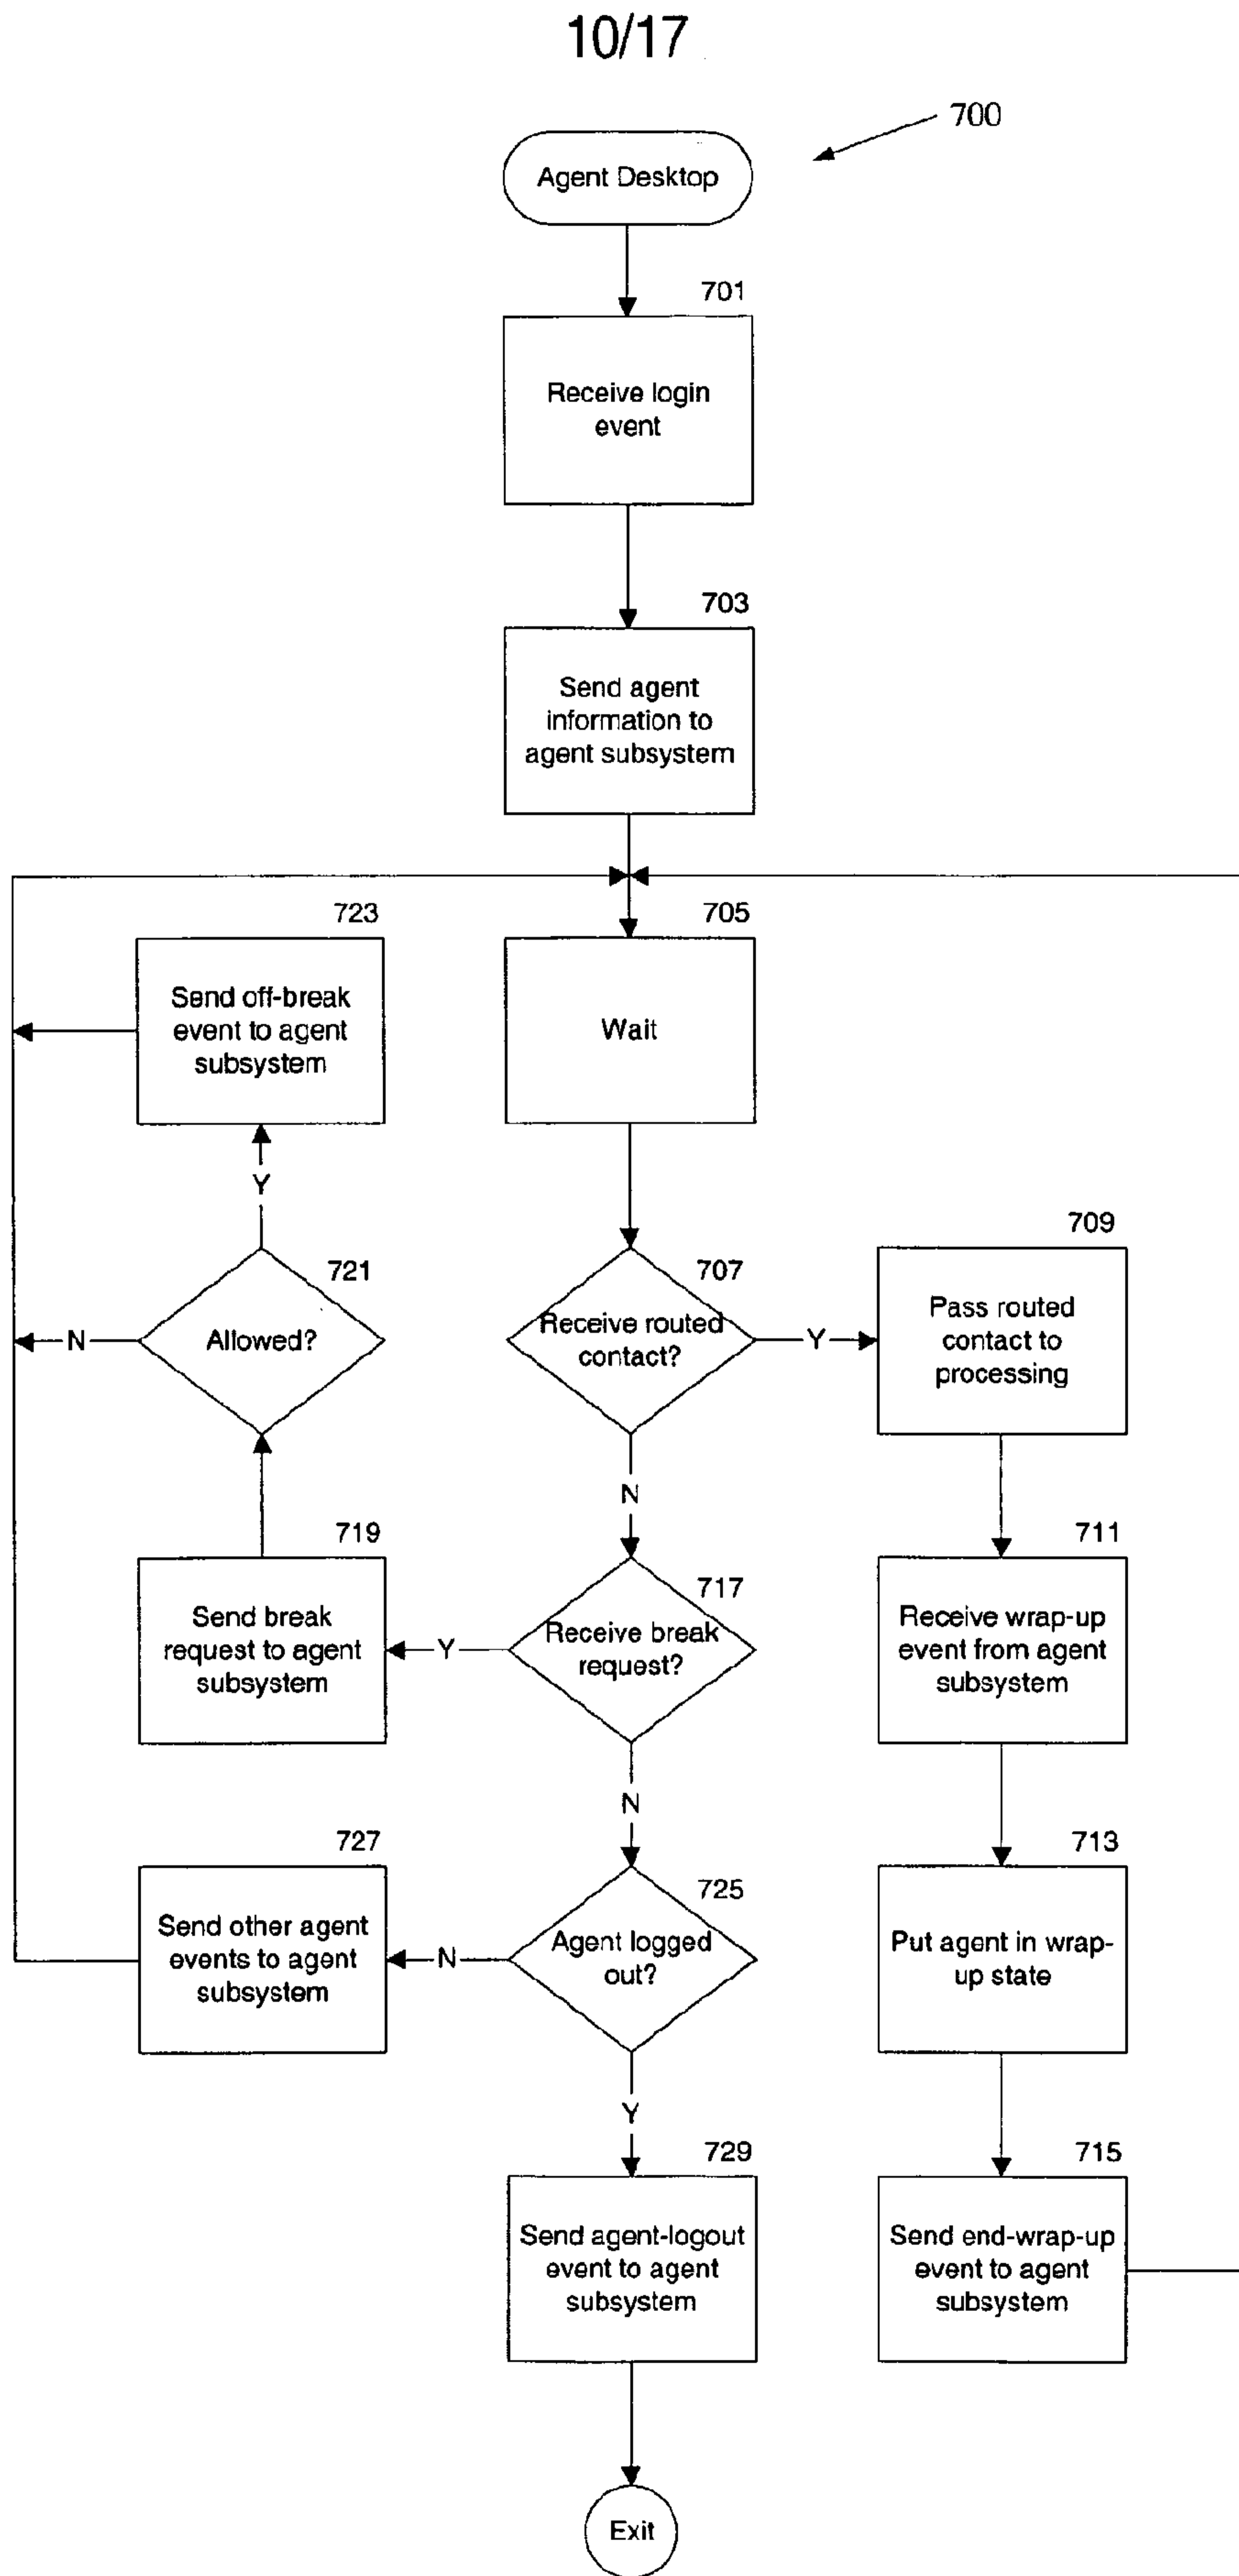 10/17
700
Agent Desktop
701
Receive login
event
703
Send agent
information to
agent subsystem
723
705
Send off-break
event to agent
subsystem
Wait
Y
709
721
707
Allowed?
N
Receive routed
contact?
Y
Pass routed
contact to
processing
N
719
717
711
Send break
request to agent
subsystem
Y
Receive break
request?
Receive wrap-up
event from agent
subsystem
N
727
725
713
Send other agent
events to agent
subsystem
N
Agent logged
out?
Put agent in wrap-
up state
Y
729
715
Send agent-logout
event to agent
subsystem
Send end-wrap-up
event to agent
subsystem
Exit